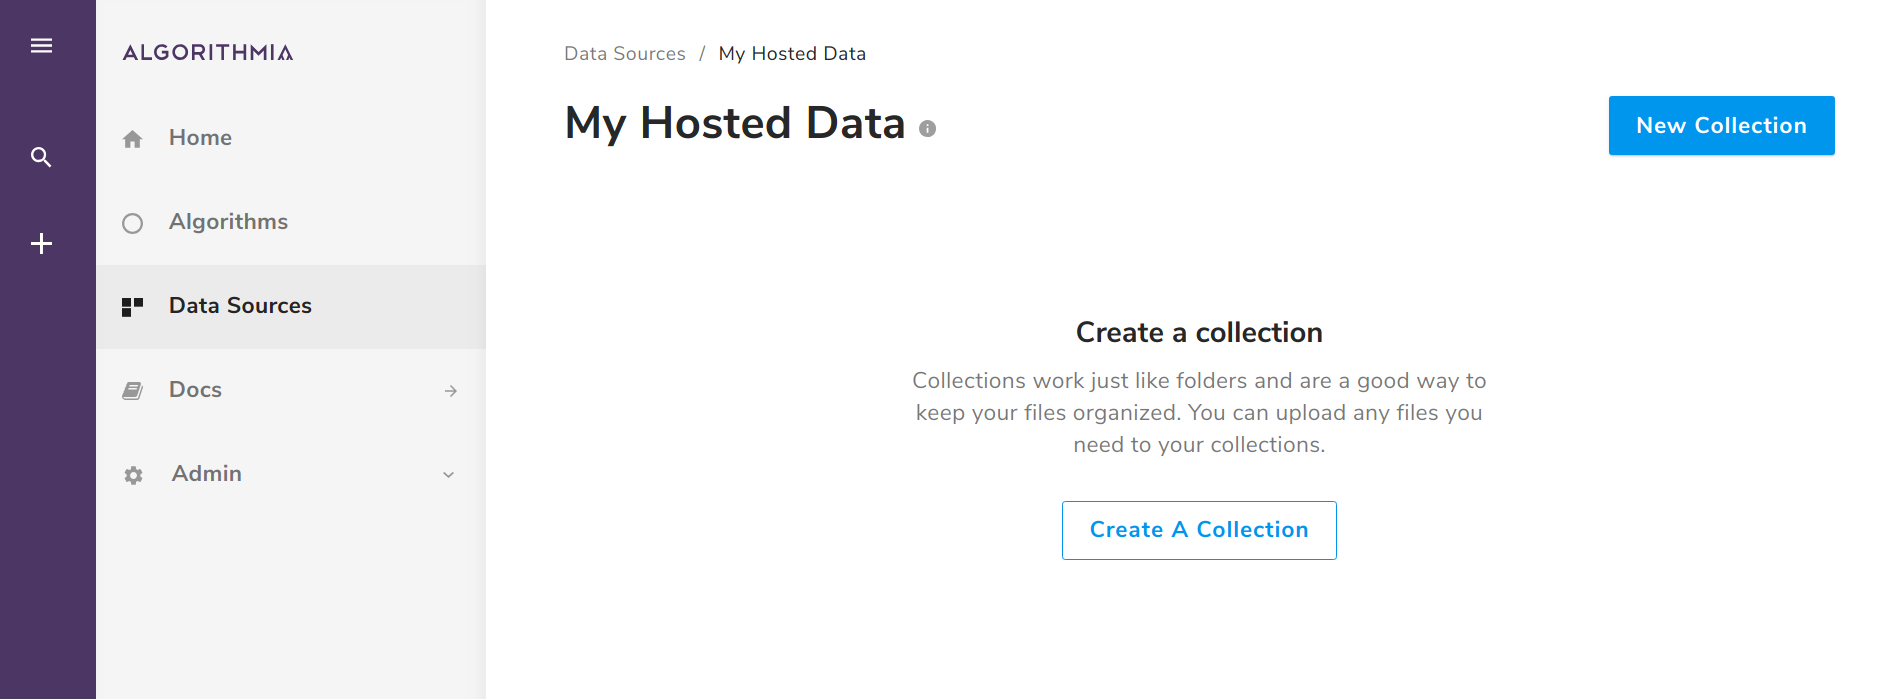 ALGORITHMIA
Home
Algorithms
Data Sources
Docs
Admin
Data Sources / My Hosted Data
My Hosted Data
New Collection
Create a collection
Collections work just like folders and are a good way to
keep your files organized. You can upload any files you
need to your collections.
Create A Collection